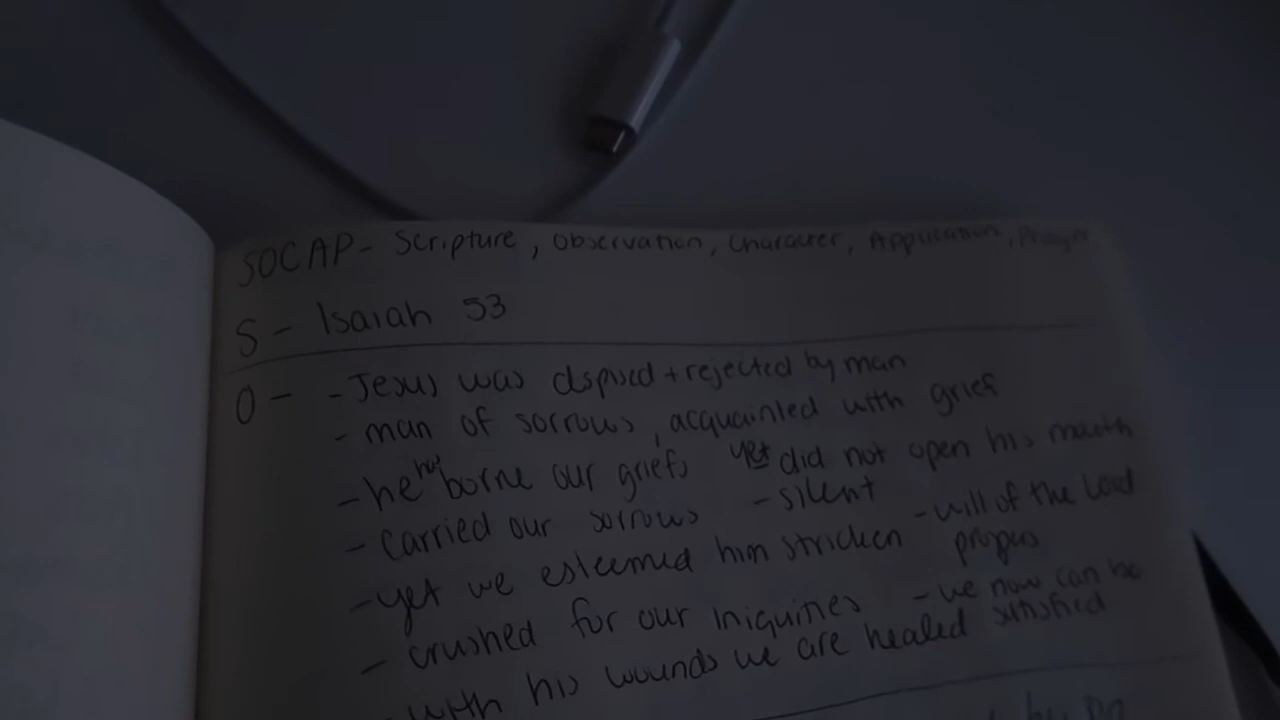 SOCAP - Scripture, Observation, Character, Application, Prayer
S - Isaiah 53
O - - Jesus was dispised + rejected by man
- man of sorrows, acquainted with grief
- he has borne our griefs yet did not open his mouth
- carried our sorrows - silent
- yet we esteemed him stricken - will of the Lord
prospers
- crushed for our iniquities - we now can be
with his wounds we are healed satisfied